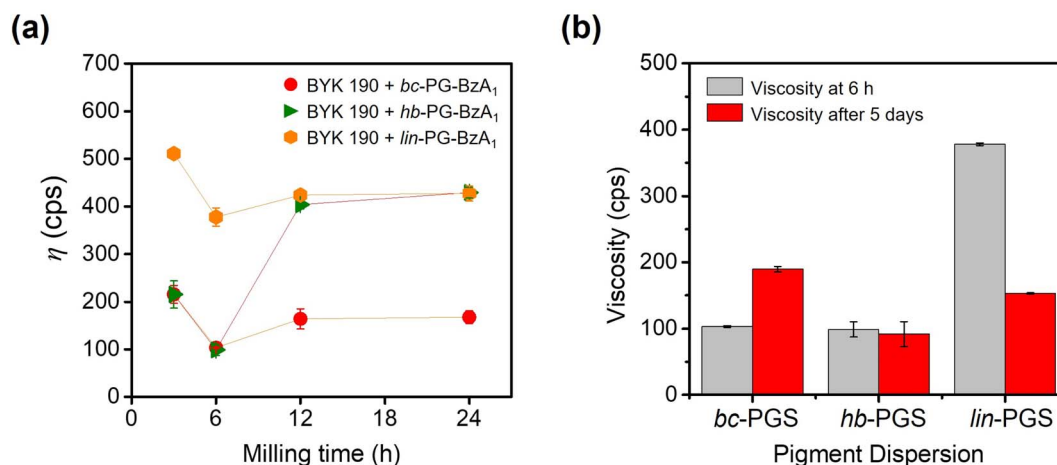 (a)
700
600
500
400
300
200
100
0
η (cps)
BYK 190 + bc-PG-BzA₁
BYK 190 + hb-PG-BzA₁
BYK 190 + lin-PG-BzA₁
0 6 12 18 24
Milling time (h)
(b)
500
400
300
200
100
0
Viscosity (cps)
Viscosity at 6 h
Viscosity after 5 days
bc-PGS hb-PGS lin-PGS
Pigment Dispersion